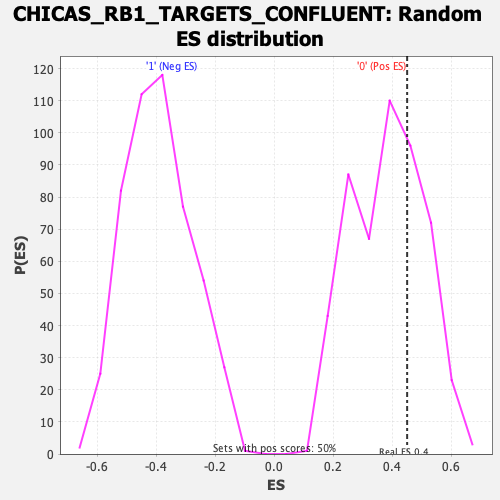 CHICAS_RB1_TARGETS_CONFLUENT: Random
ES distribution
'1' (Neg ES)
'0' (Pos ES)
120
110
100
90
80
70
60
50
40
30
20
10
0
P(ES)
Sets with pos scores: 50%
Real ES 0.4
-0.6
-0.4
-0.2
0.0
0.2
0.4
0.6
ES